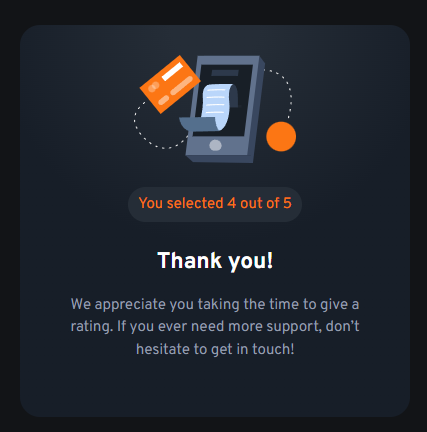 You selected 4 out of 5
Thank you!
We appreciate you taking the time to give a
rating. If you ever need more support, don’t
hesitate to get in touch!